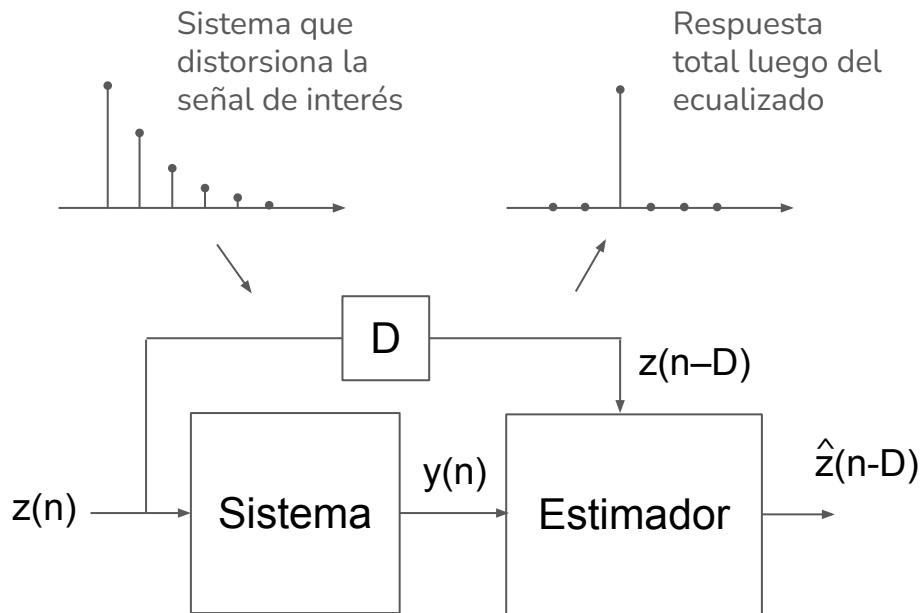 Sistema que
distorsiona la
señal de interés
Respuesta
total luego del
ecualizado
D
z(n–D)
z(n)
Sistema
y(n)
Estimador
ẑ(n-D)